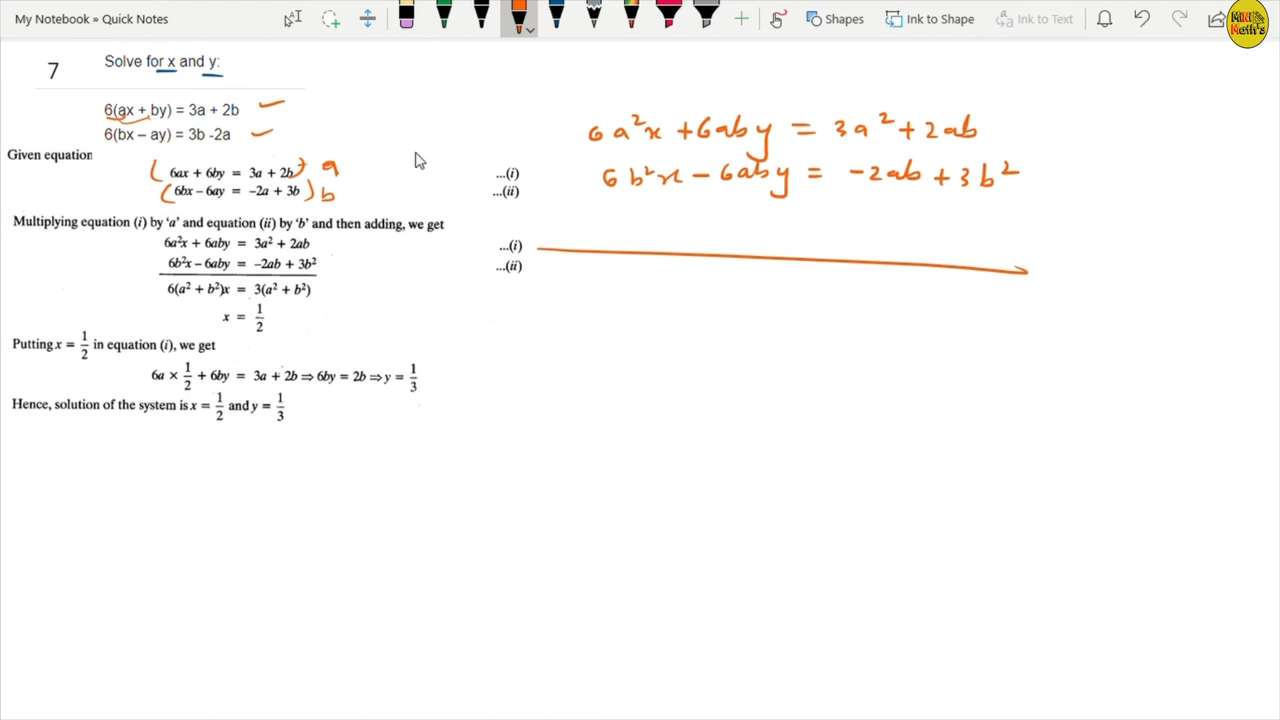 My Notebook » Quick Notes
Shapes
Ink to Shape
Ink to Text
MINI Math's
7
Solve for x and y:
6(ax + by) = 3a + 2b
6(bx – ay) = 3b -2a
Given equation
(6ax + 6by = 3a + 2b) a ...(i)
(6bx – 6ay = –2a + 3b) b ...(ii)
Multiplying equation (i) by 'a' and equation (ii) by 'b' and then adding, we get
6a²x + 6aby = 3a² + 2ab ...(i)
6b²x – 6aby = –2ab + 3b² ...(ii)
6(a² + b²)x = 3(a² + b²)
x = 1/2
Putting x = 1/2 in equation (i), we get
6a × 1/2 + 6by = 3a + 2b ⇒ 6by = 2b ⇒ y = 1/3
Hence, solution of the system is x = 1/2 and y = 1/3
6a²x + 6aby = 3a² + 2ab
6b²x – 6aby = –2ab + 3b²